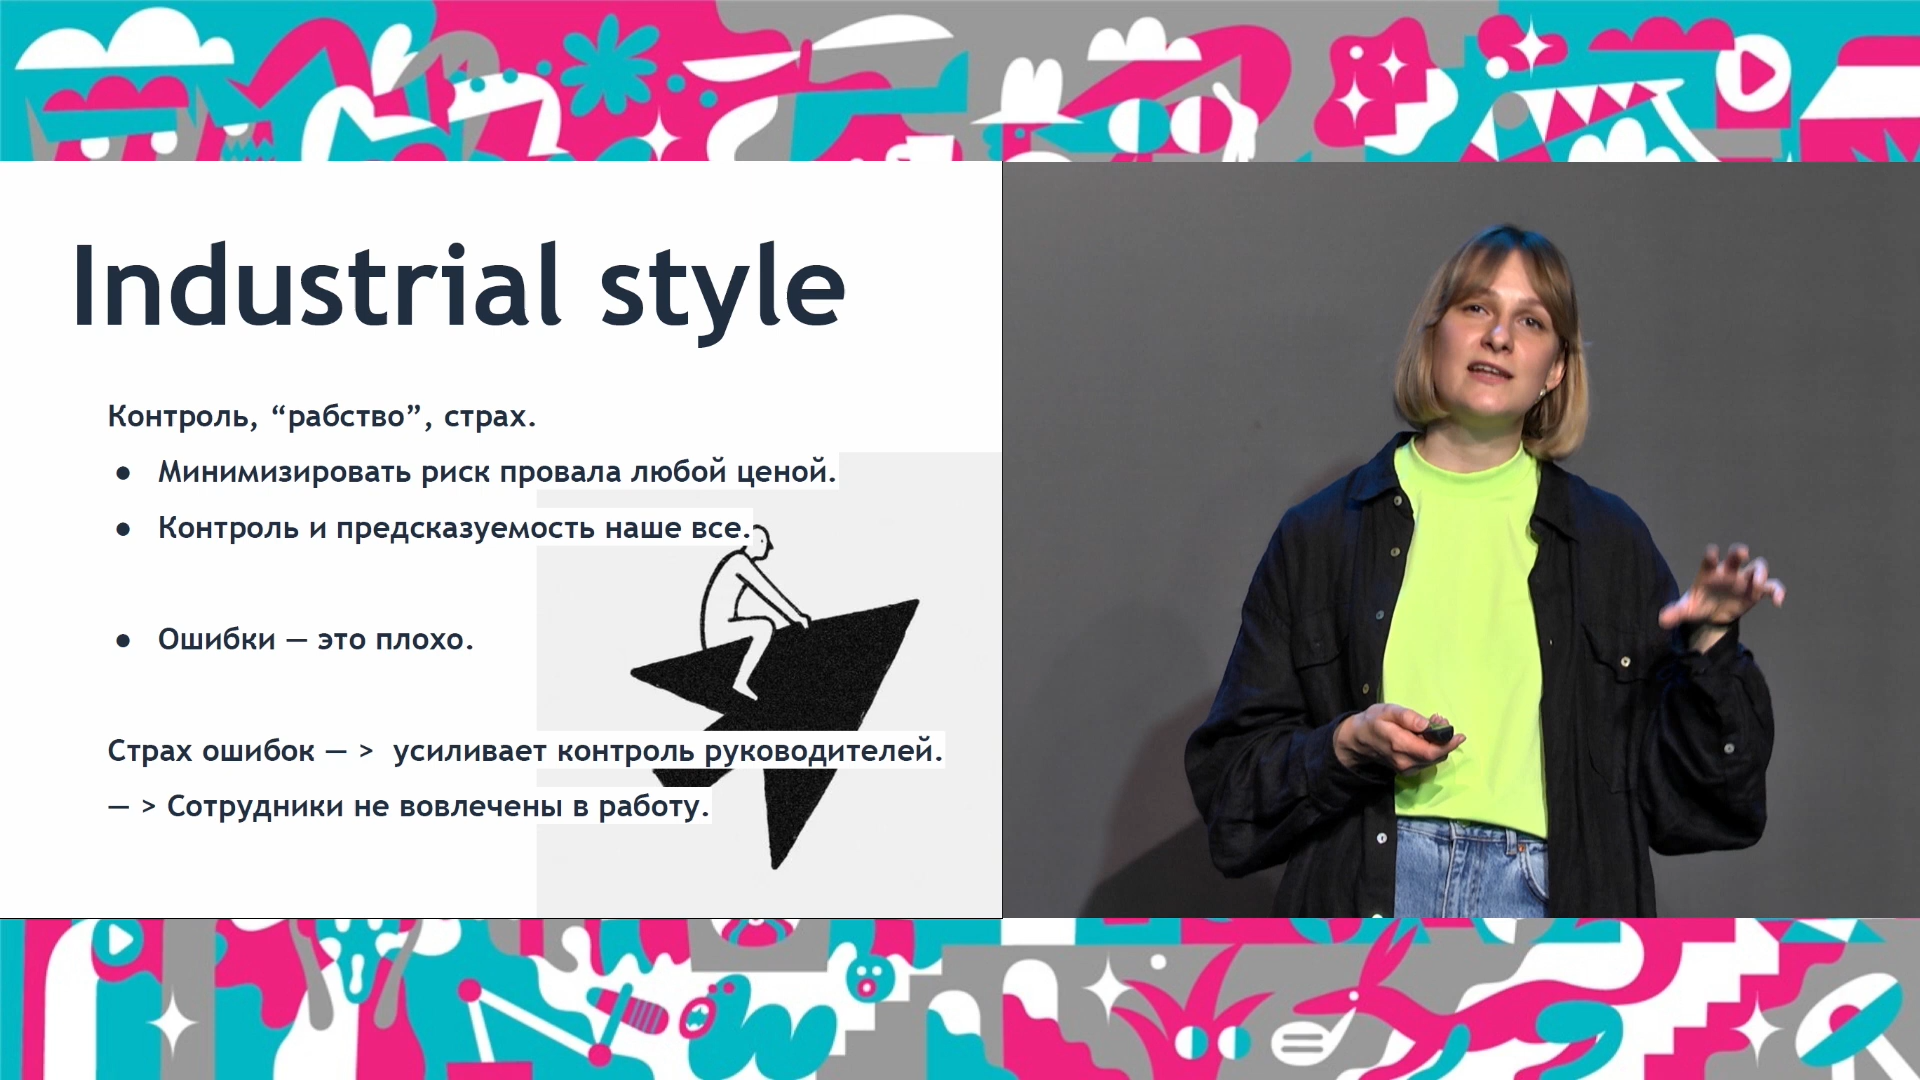 Industrial style
Контроль, “рабство”, страх.
● Минимизировать риск провала любой ценой.
● Контроль и предсказуемость наше все.
● Ошибки — это плохо.
Страх ошибок — > усиливает контроль руководителей.
— > Сотрудники не вовлечены в работу.